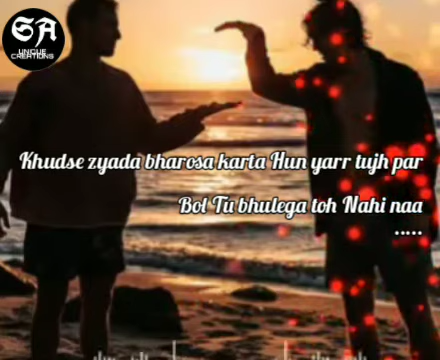 SA
UNIQUE
CREATIONS
Khudse zyada bharosa karta Hun yarr tujh par
Bol Tu bhulega toh Nahi naa
.....